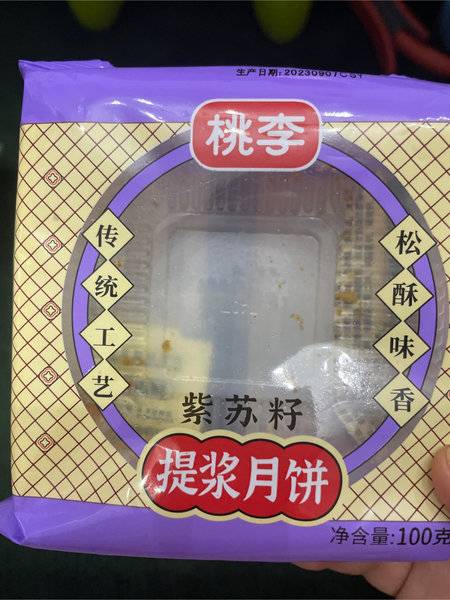 生产日期:20230907CS1
桃李
传统工艺
松酥味香
紫苏籽
提浆月饼
净含量:100克